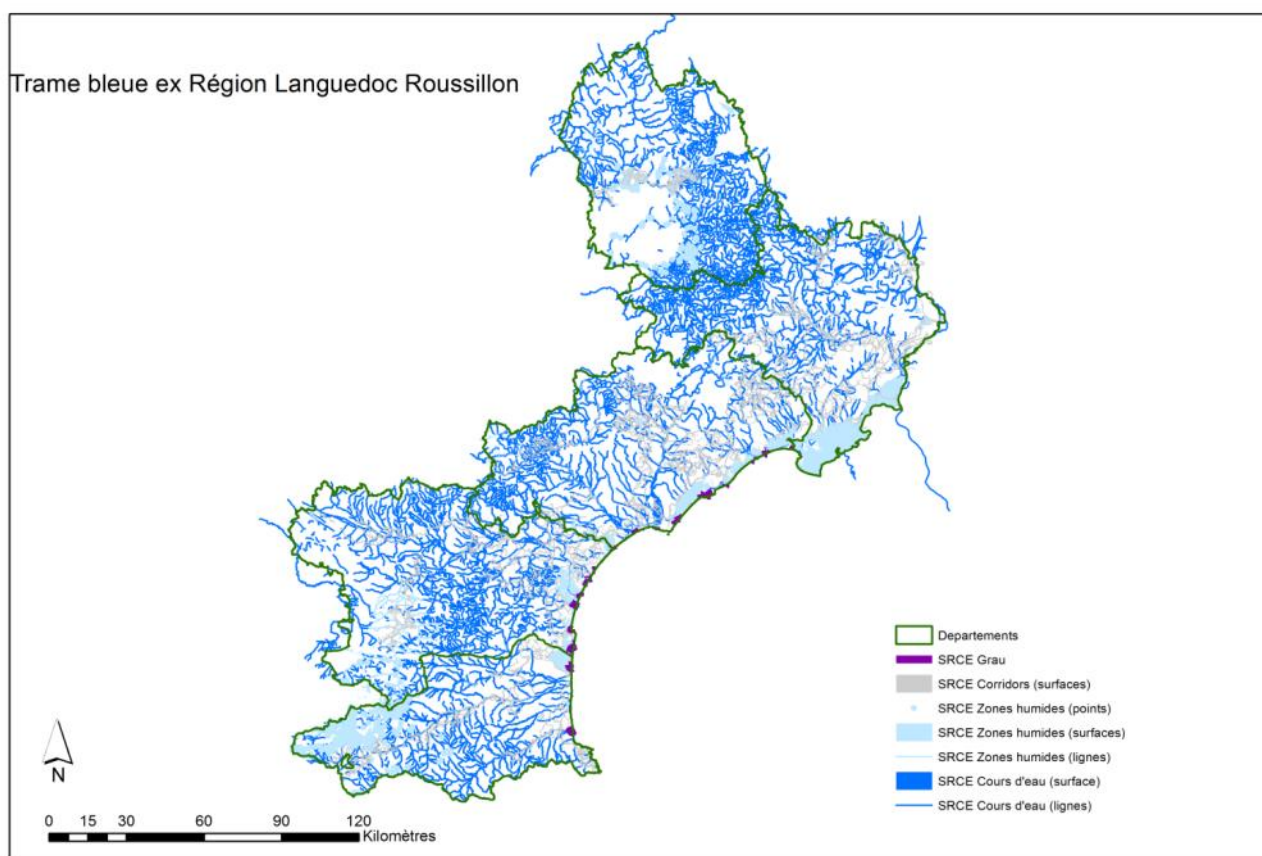 Trame bleue ex Région Languedoc Roussillon
Departements
SRCE Grau
SRCE Corridors (surfaces)
SRCE Zones humides (points)
SRCE Zones humides (surfaces)
SRCE Zones humides (lignes)
SRCE Cours d'eau (surface)
SRCE Cours d'eau (lignes)
N
0 15 30 60 90 120
Kilomètres